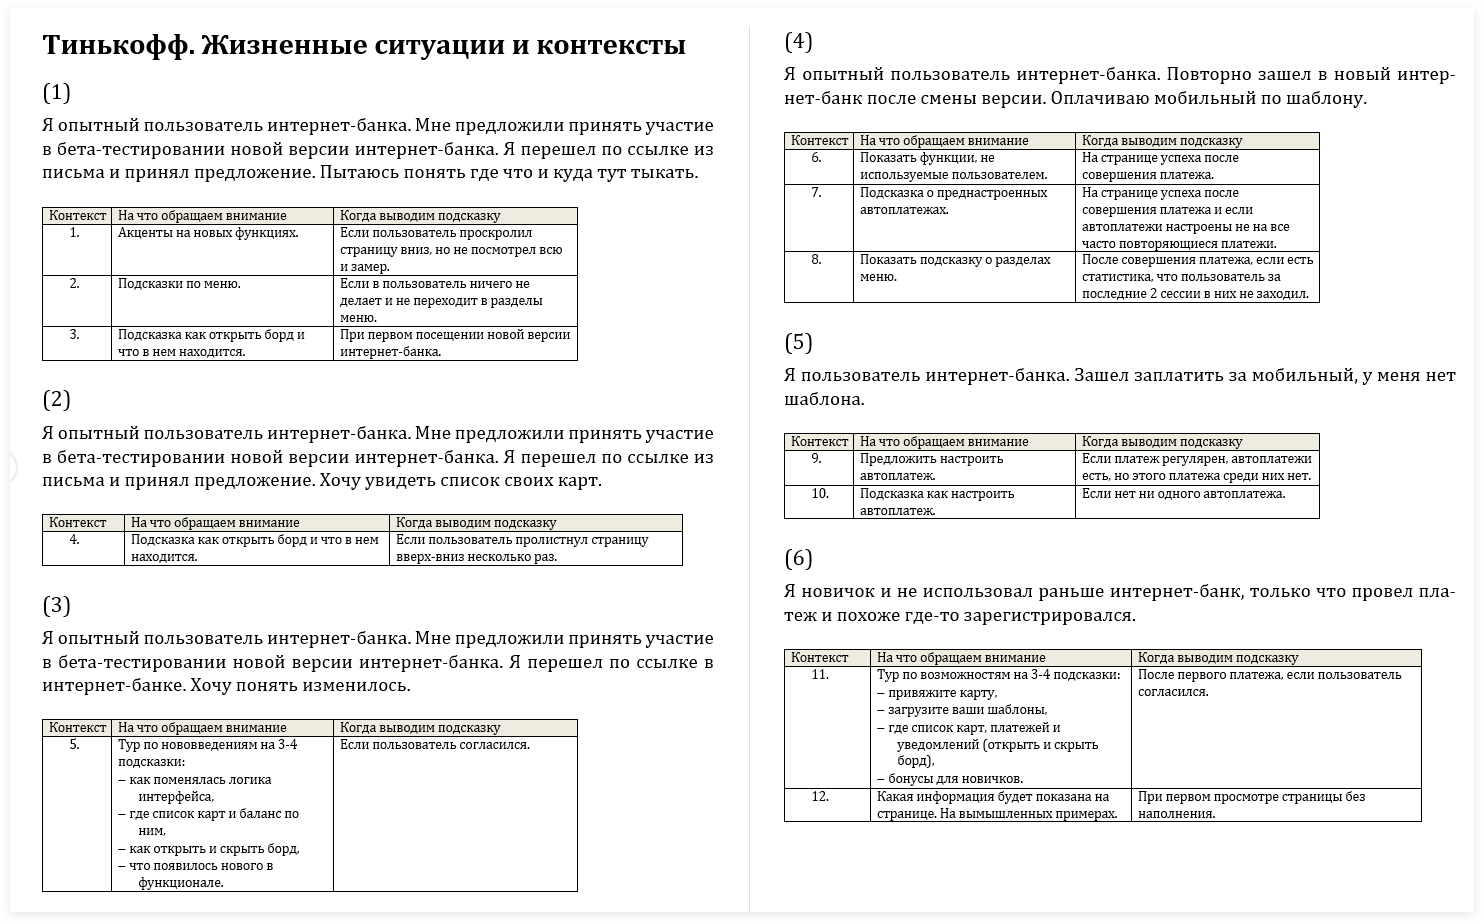 Тинькофф. Жизненные ситуации и контексты
(1)
Я опытный пользователь интернет-банка. Мне предложили принять участие
в бета-тестировании новой версии интернет-банка. Я перешел по ссылке из
письма и принял предложение. Пытаюсь понять где что и куда тут тыкать.
Контекст На что обращаем внимание Когда выводим подсказку
1. Акценты на новых функциях. Если пользователь проскролил
страницу вниз, но не посмотрел всю
и замер.
2. Подсказки по меню. Если в пользователь ничего не
делает и не переходит в разделы
меню.
3. Подсказка как открыть борд и При первом посещении новой версии
что в нем находится. интернет-банка.
(2)
Я опытный пользователь интернет-банка. Мне предложили принять участие
в бета-тестировании новой версии интернет-банка. Я перешел по ссылке из
письма и принял предложение. Хочу увидеть список своих карт.
Контекст На что обращаем внимание Когда выводим подсказку
4. Подсказка как открыть борд и что в нем Если пользователь пролистнул страницу
находится. вверх-вниз несколько раз.
(3)
Я опытный пользователь интернет-банка. Мне предложили принять участие
в бета-тестировании новой версии интернет-банка. Я перешел по ссылке в
интернет-банке. Хочу понять изменилось.
Контекст На что обращаем внимание Когда выводим подсказку
5. Тур по нововведениям на 3-4 Если пользователь согласился.
подсказки:
– как поменялась логика
интерфейса,
– где список карт и баланс по
ним,
– как открыть и скрыть борд,
– что появилось нового в
функционале.
(4)
Я опытный пользователь интернет-банка. Повторно зашел в новый интер-
нет-банк после смены версии. Оплачиваю мобильный по шаблону.
Контекст На что обращаем внимание Когда выводим подсказку
6. Показать функции, не На странице успеха после
используемые пользователем. совершения платежа.
7. Подсказка о преднастроенных На странице успеха после
автоплатежах. совершения платежа и если
автоплатежи настроены не на все
часто повторяющиеся платежи.
8. Показать подсказку о разделах После совершения платежа, если есть
меню. статистика, что пользователь за
последние 2 сессии в них не заходил.
(5)
Я пользователь интернет-банка. Зашел заплатить за мобильный, у меня нет
шаблона.
Контекст На что обращаем внимание Когда выводим подсказку
9. Предложить настроить Если платеж регулярен, автоплатежи
автоплатеж. есть, но этого платежа среди них нет.
10. Подсказка как настроить Если нет ни одного автоплатежа.
автоплатеж.
(6)
Я новичок и не использовал раньше интернет-банк, только что провел пла-
теж и похоже где-то зарегистрировался.
Контекст На что обращаем внимание Когда выводим подсказку
11. Тур по возможностям на 3-4 подсказки: После первого платежа, если пользователь
– привяжите карту, согласился.
– загрузите ваши шаблоны,
– где список карт, платежей и
уведомлений (открыть и скрыть
борд),
– бонусы для новичков.
12. Какая информация будет показана на При первом просмотре страницы без
странице. На вымышленных примерах. наполнения.